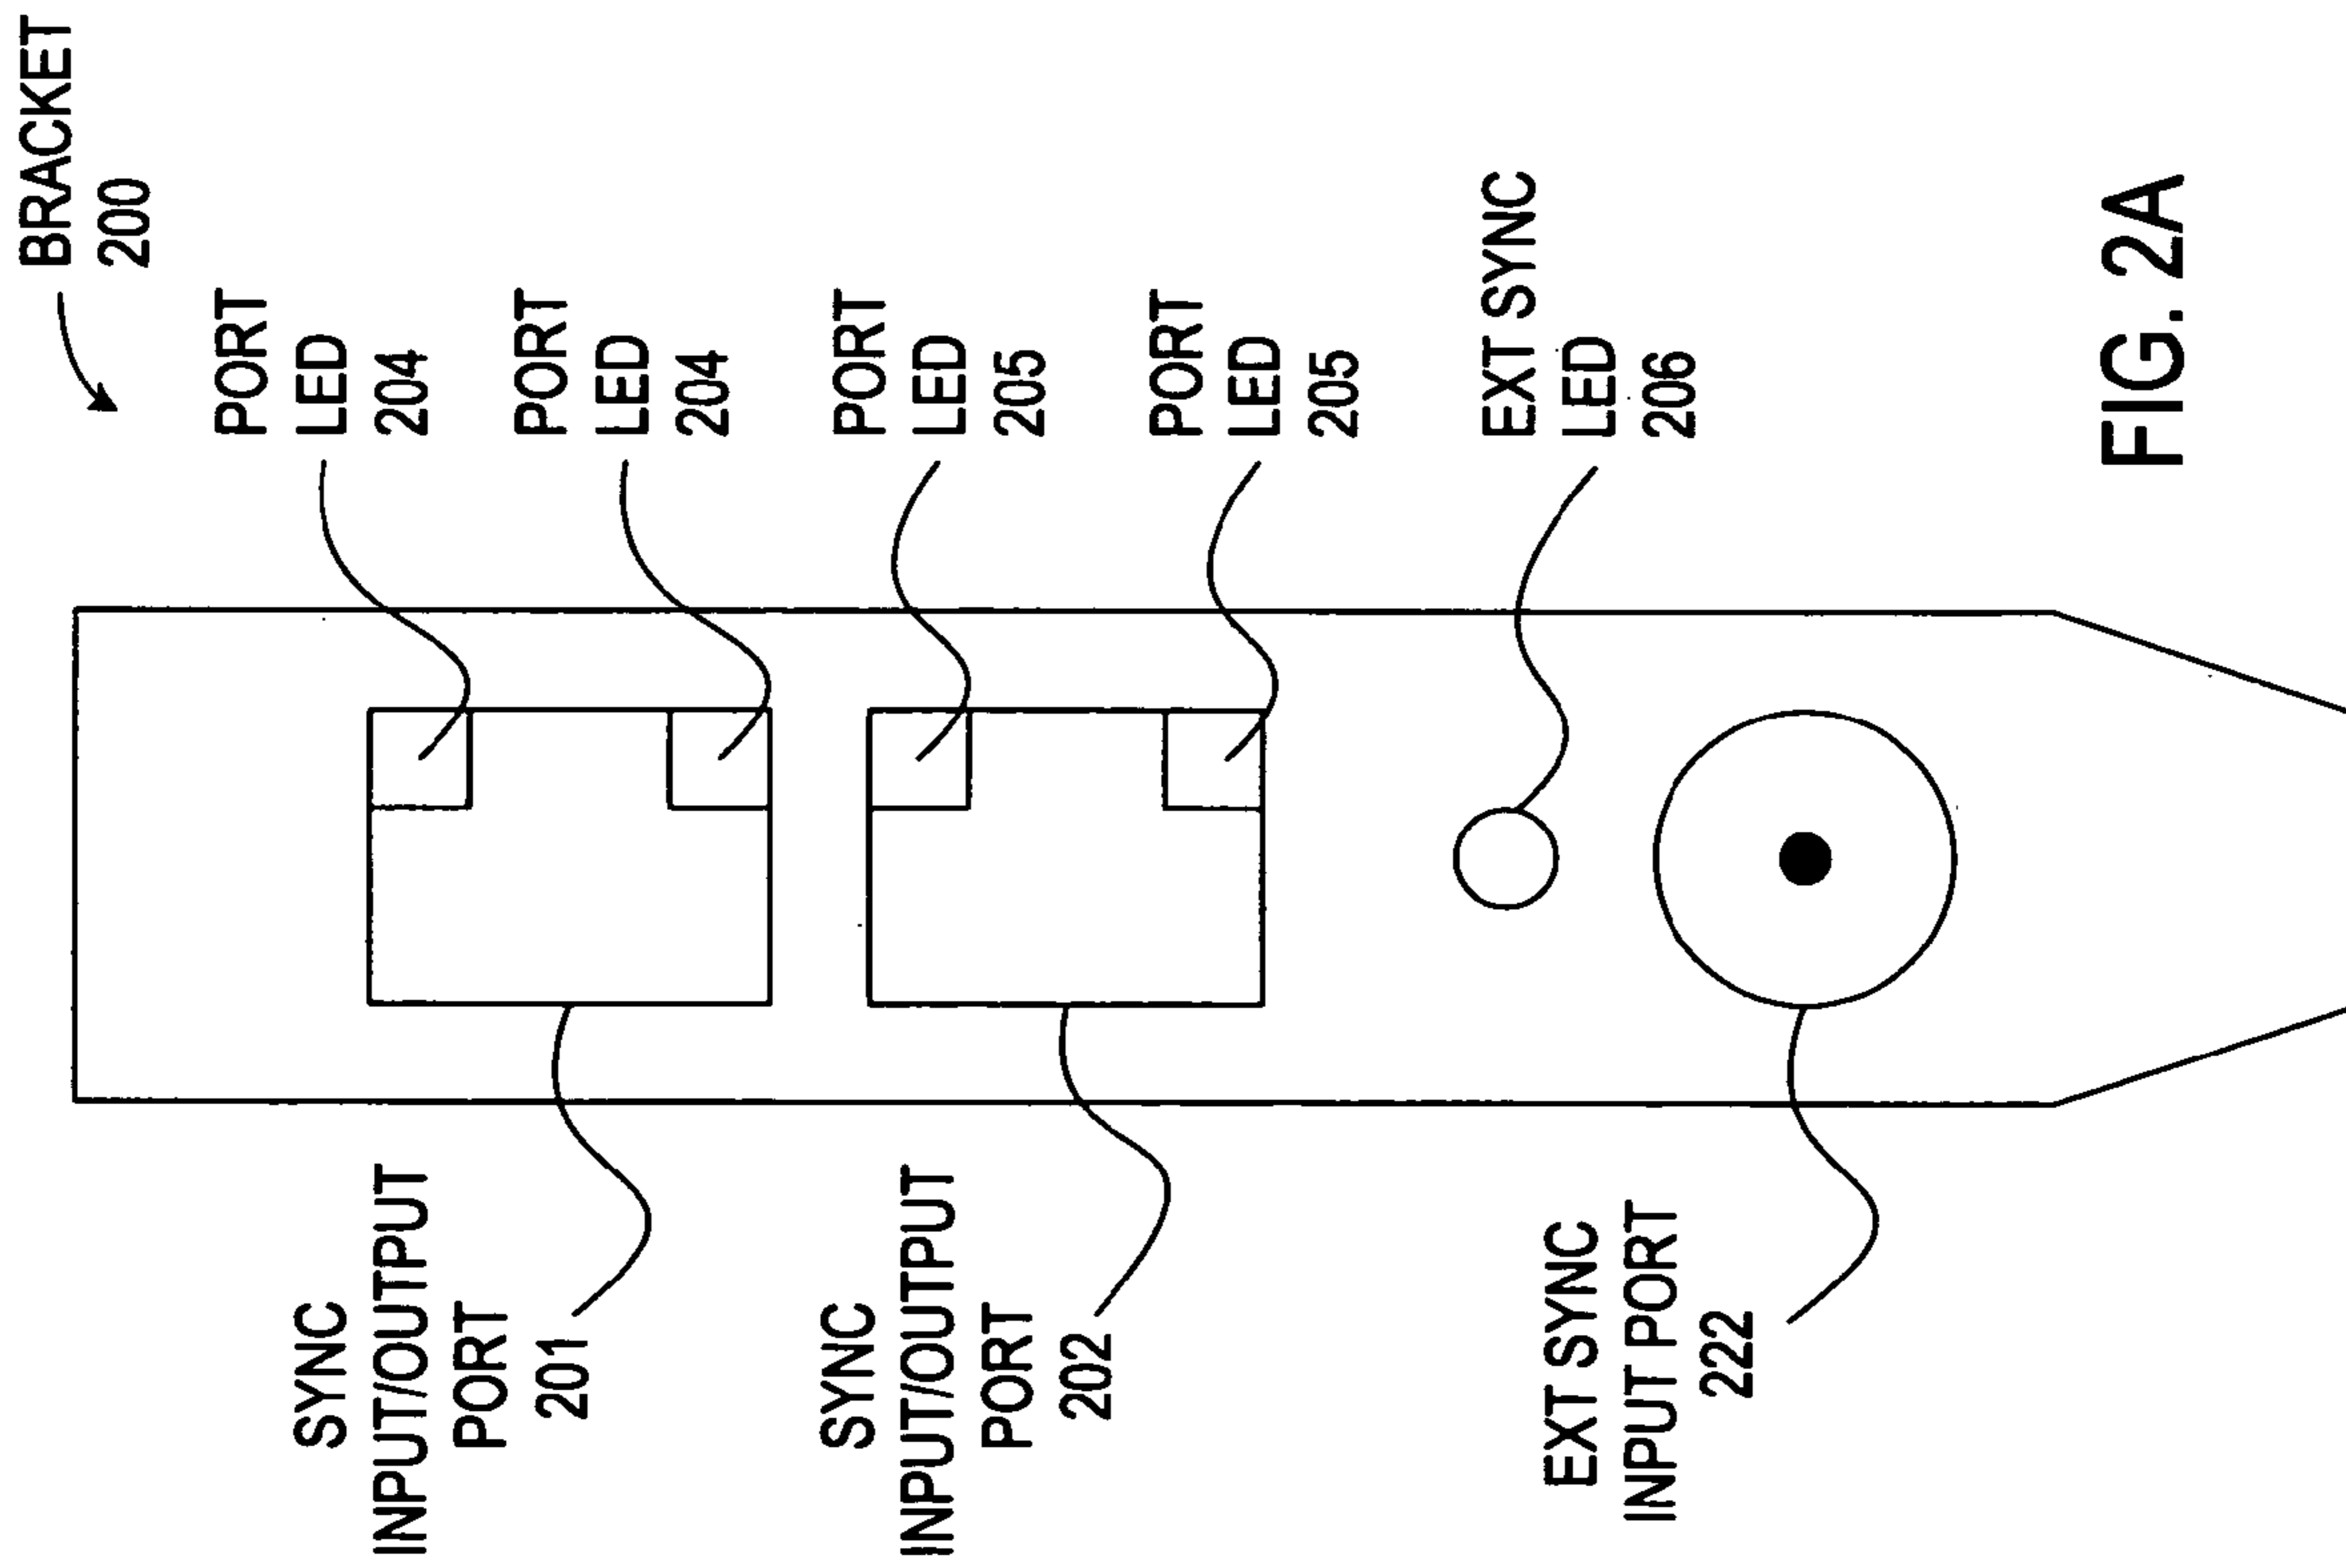 BRACKET
200
PORT
LED
204
PORT
LED
204
PORT
LED
205
PORT
LED
205
EXT SYNC
LED
206
SYNC
INPUT/OUTPUT
PORT
201
SYNC
INPUT/OUTPUT
PORT
202
EXT SYNC
INPUT PORT
222
FIG. 2A